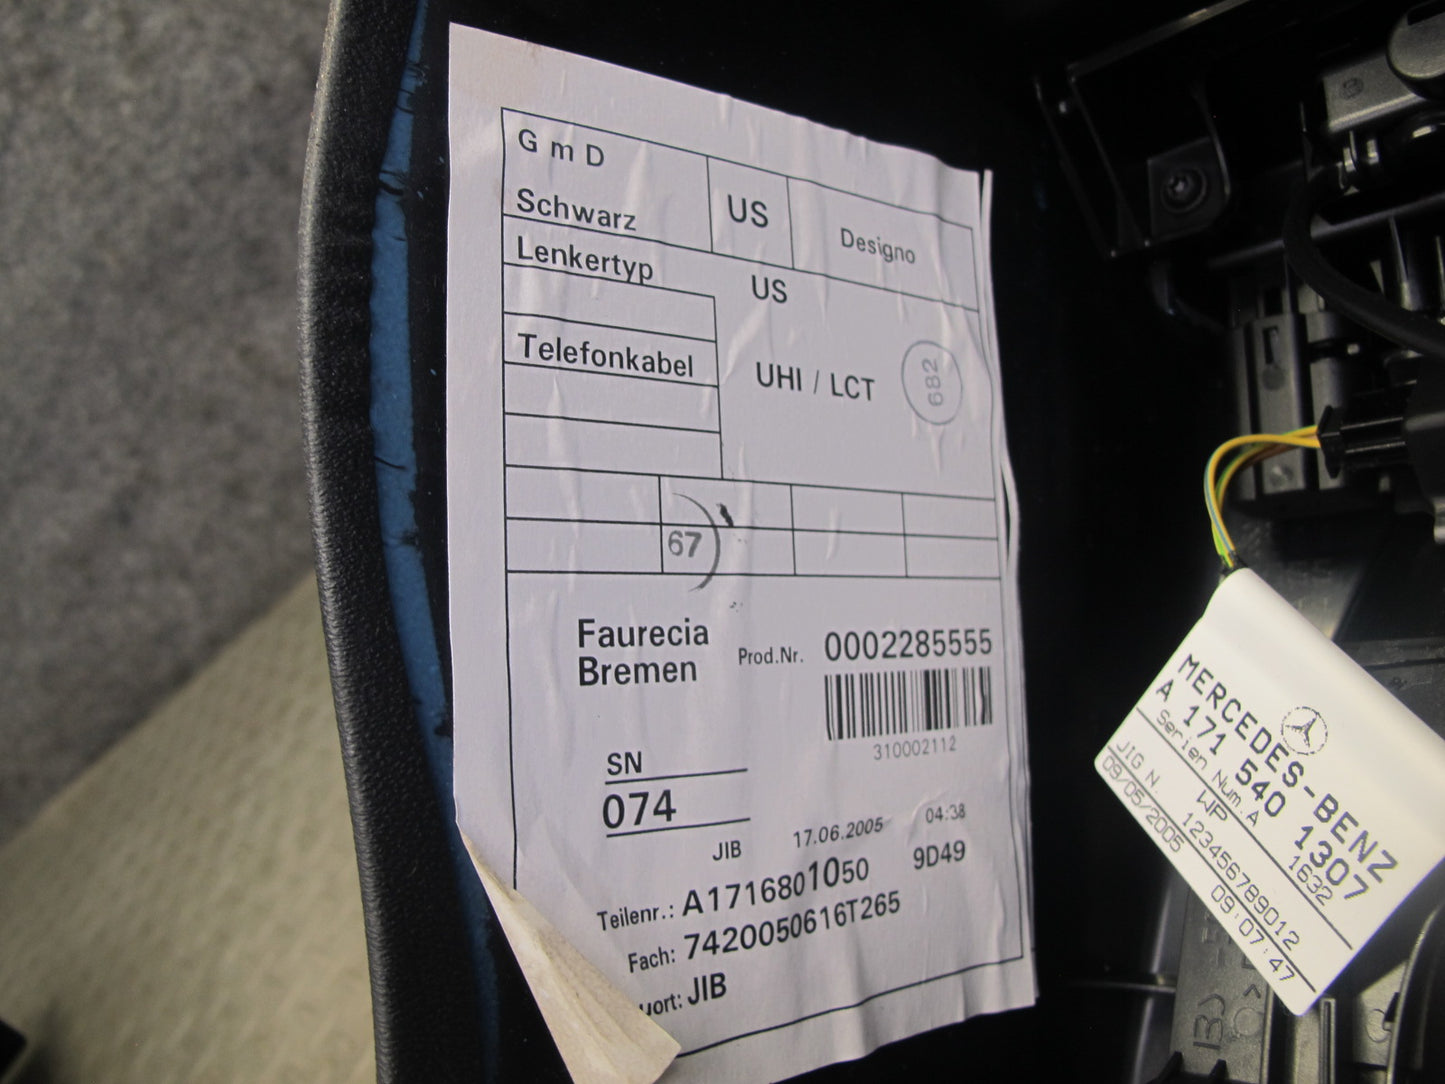 G m D
Schwarz
US
Designo
Lenkertyp
US
Telefonkabel
UHI / LCT
682
67
Faurecia
Bremen
Prod.Nr. 0002285555
310002112
SN
074
JIB 17.06.2005 04:38
Teilenr.: A1716801050 9D49
Fach: 7420050616T265
JIB
MERCEDES-BENZ
A 171 540 1307
Serien Num.A WP 1632
JIG N. 123456789012
09/05/2005 09:07:47